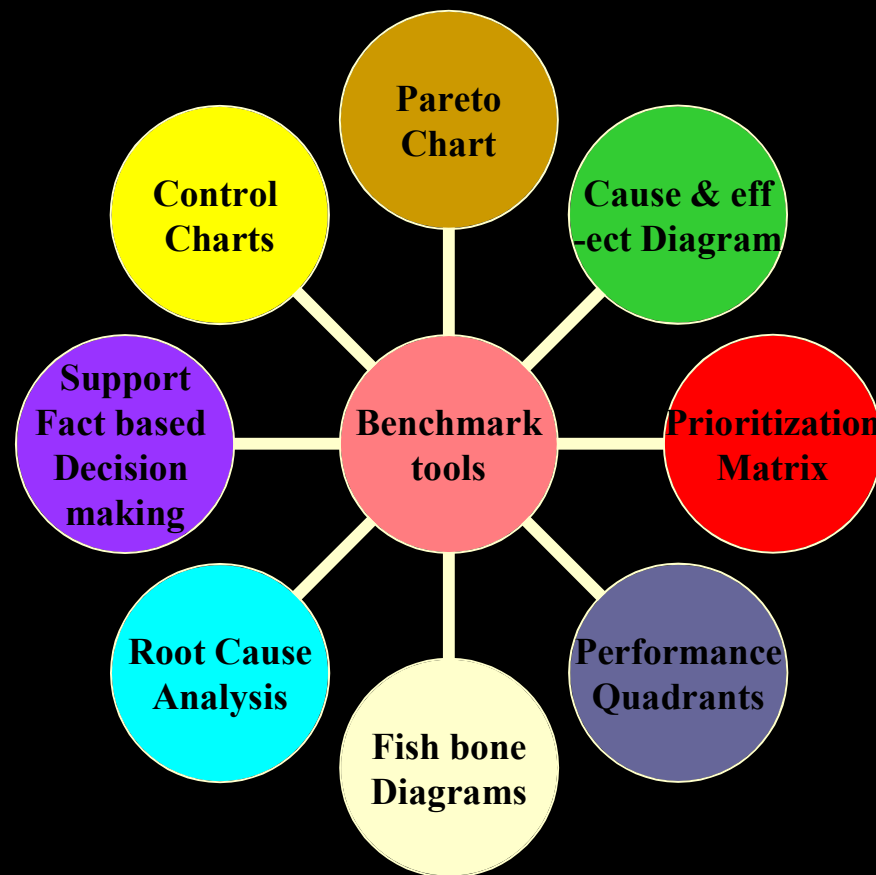 Pareto
Chart
Control
Charts
Cause & eff
-ect Diagram
Support
Fact based
Decision
making
Benchmark
tools
Prioritization
Matrix
Root Cause
Analysis
Performance
Quadrants
Fish bone
Diagrams